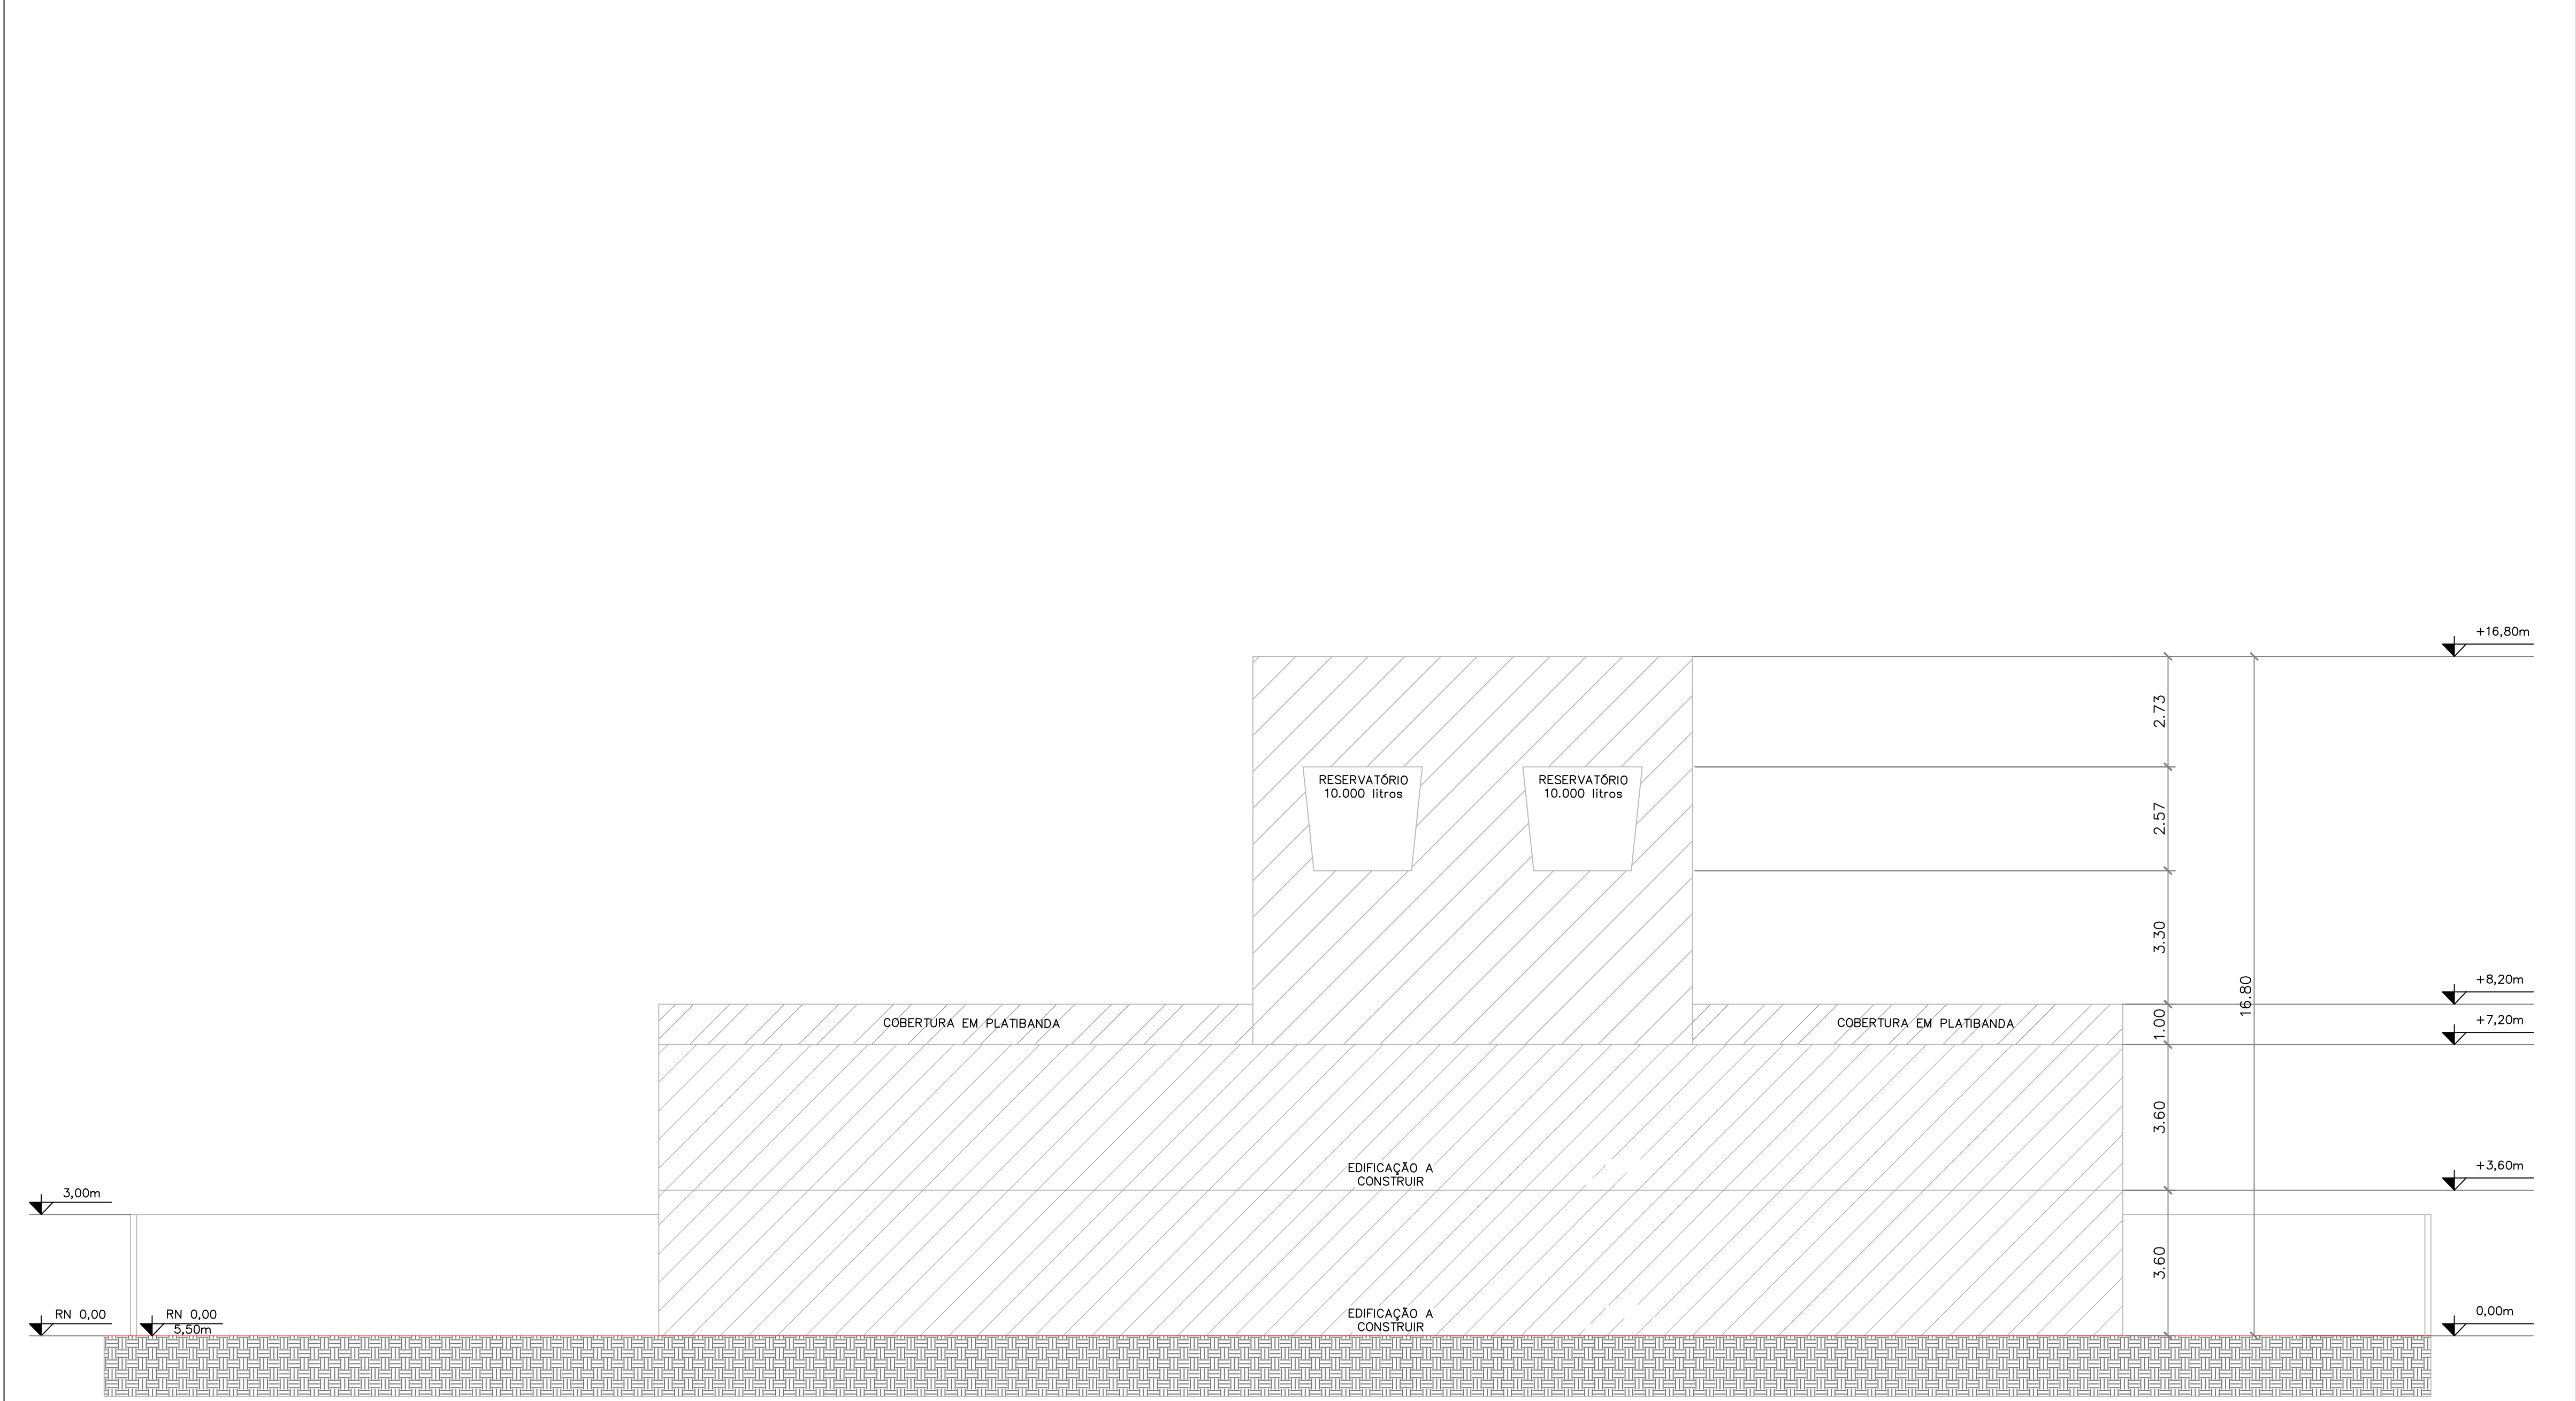 +16,80m
2.73
RESERVATÓRIO
10.000 litros
RESERVATÓRIO
10.000 litros
2.57
3.30
16.80
+8,20m
COBERTURA EM PLATIBANDA
COBERTURA EM PLATIBANDA
1.00
+7,20m
3.60
EDIFICAÇÃO A
CONSTRUIR
+3,60m
3,00m
3.60
RN 0,00
RN 0,00
5,50m
EDIFICAÇÃO A
CONSTRUIR
0,00m